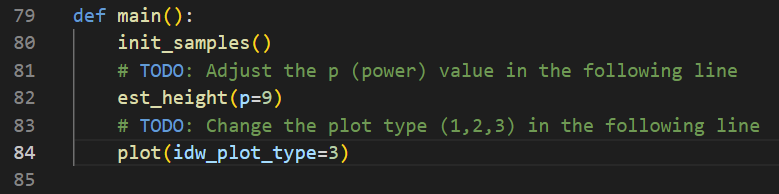 79 def main():
80     init_samples()
81     # TODO: Adjust the p (power) value in the following line
82     est_height(p=9)
83     # TODO: Change the plot type (1,2,3) in the following line
84     plot(idw_plot_type=3)
85